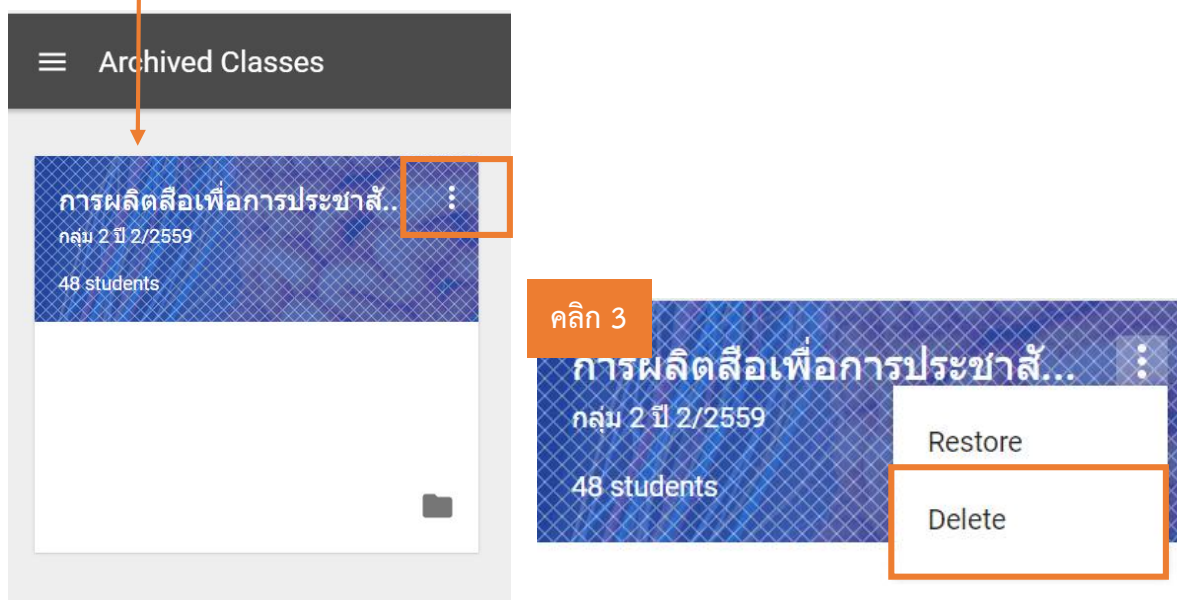 Archived Classes
การผลิตสื่อเพื่อการประชาสั...
กลุ่ม 2 ปี 2/2559
48 students
คลิก 3
การผลิตสื่อเพื่อการประชาสั...
กลุ่ม 2 ปี 2/2559
48 students
Restore
Delete